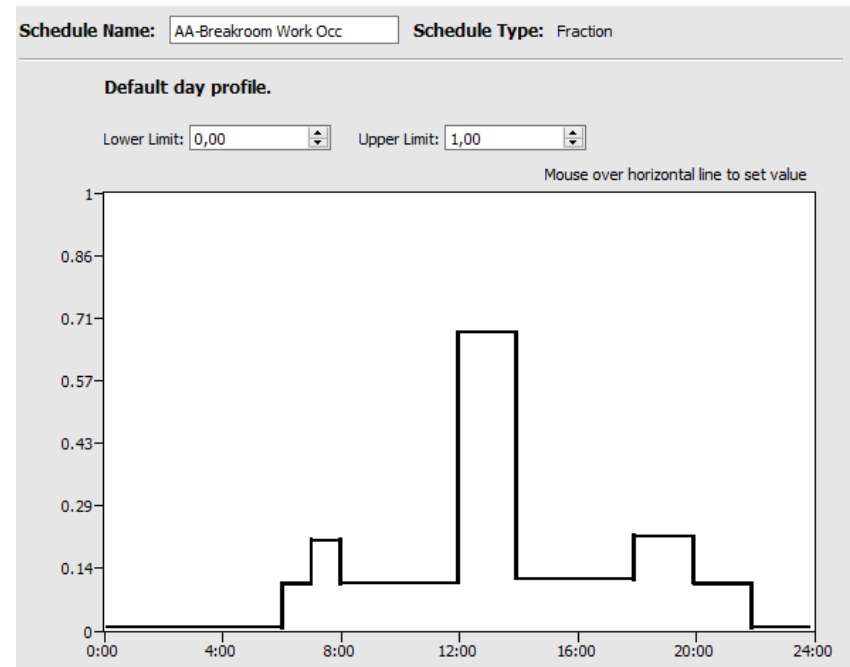 Schedule Name: AA-Breakroom Work Occ Schedule Type: Fraction
Default day profile.
Lower Limit: 0,00 Upper Limit: 1,00
Mouse over horizontal line to set value
1
0.86
0.71
0.57
0.43
0.29
0.14
0
0:00 4:00 8:00 12:00 16:00 20:00 24:00